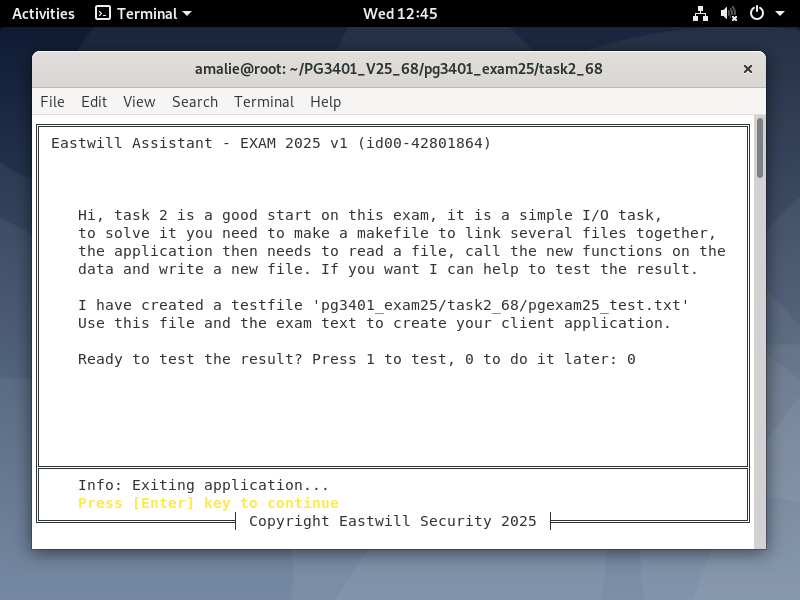 Activities Terminal Wed 12:45
amalie@root: ~/PG3401_V25_68/pg3401_exam25/task2_68
File Edit View Search Terminal Help
Eastwill Assistant - EXAM 2025 v1 (id00-42801864)
Hi, task 2 is a good start on this exam, it is a simple I/O task,
to solve it you need to make a makefile to link several files together,
the application then needs to read a file, call the new functions on the
data and write a new file. If you want I can help to test the result.
I have created a testfile 'pg3401_exam25/task2_68/pgexam25_test.txt'
Use this file and the exam text to create your client application.
Ready to test the result? Press 1 to test, 0 to do it later: 0
Info: Exiting application...
Press [Enter] key to continue
Copyright Eastwill Security 2025